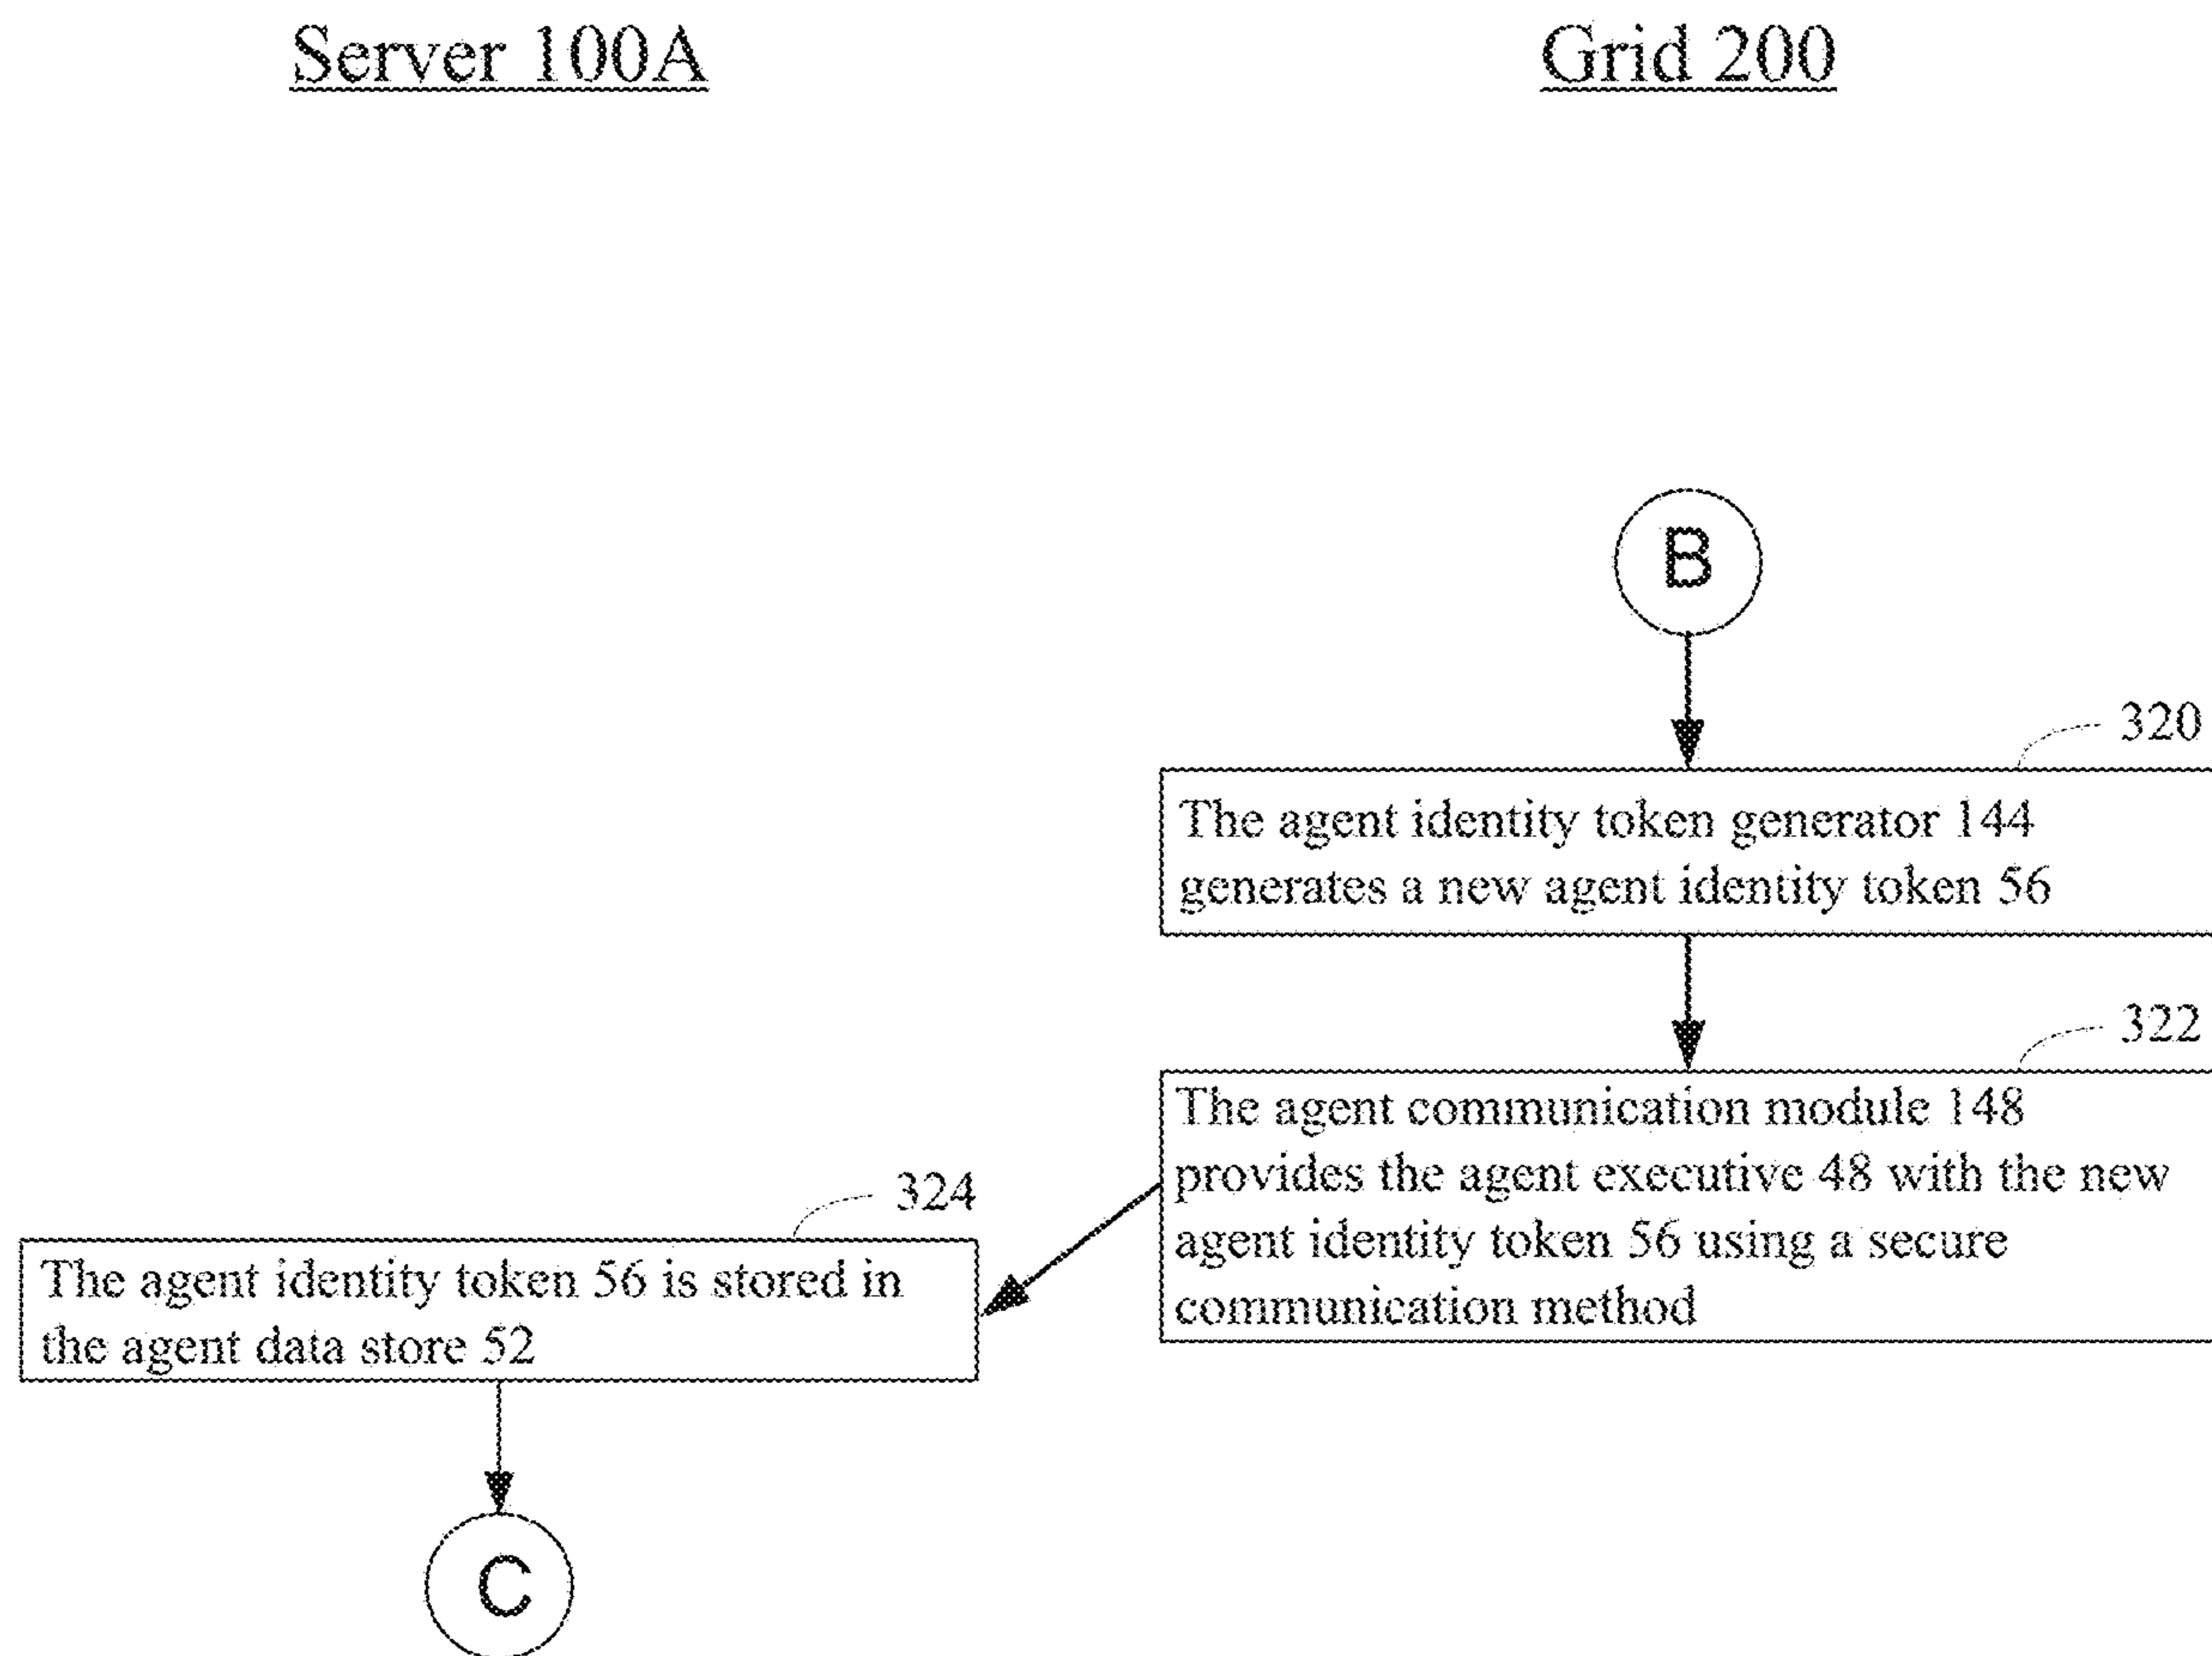 Server 100A
Grid 200
B
320
The agent identity token generator 144
generates a new agent identity token 56
322
The agent communication module 148
provides the agent executive 48 with the new
agent identity token 56 using a secure
communication method
324
The agent identity token 56 is stored in
the agent data store 52
C